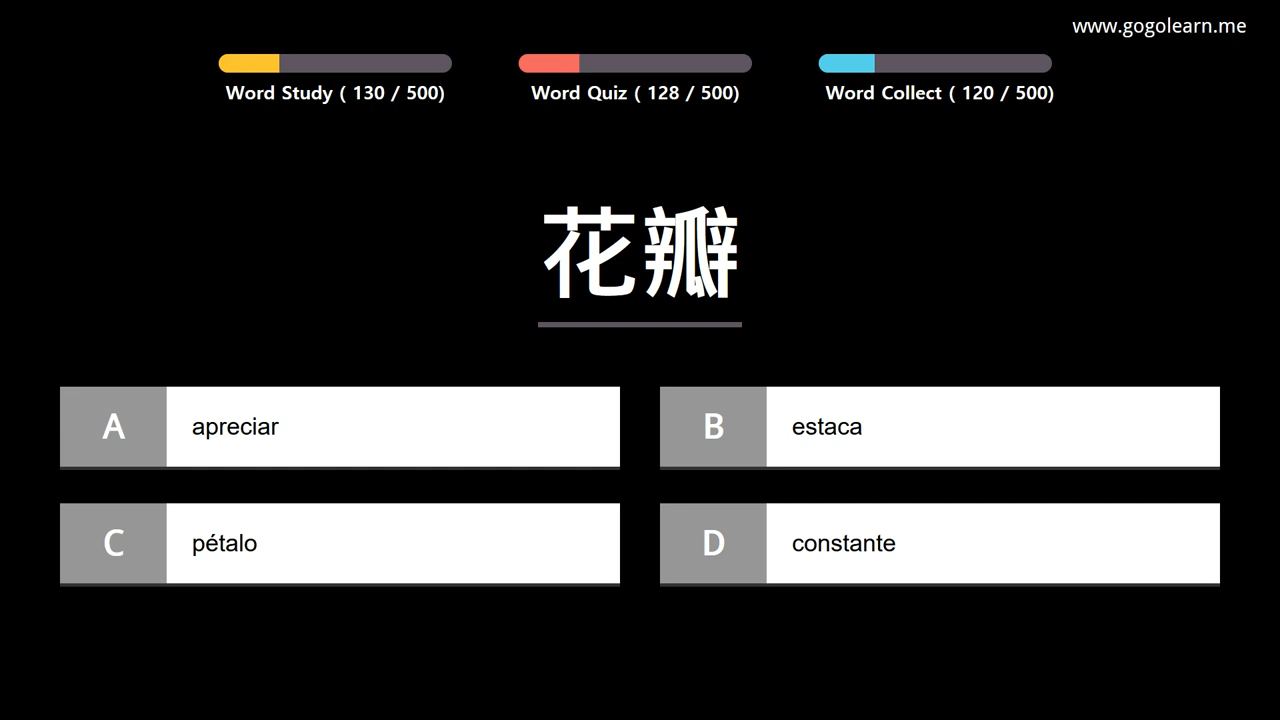 www.gogolearn.me
Word Study ( 130 / 500)
Word Quiz ( 128 / 500)
Word Collect ( 120 / 500)
花瓣
A apreciar
B estaca
C pétalo
D constante